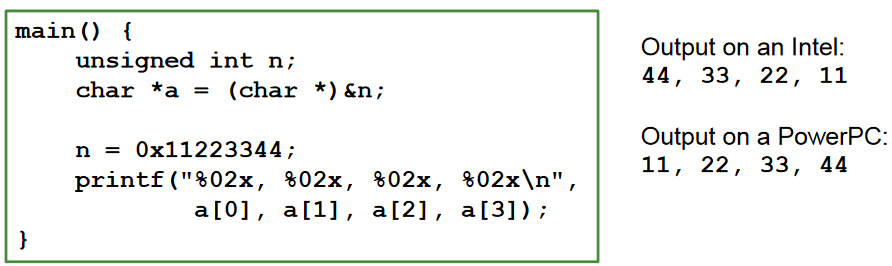 main() {
    unsigned int n;
    char *a = (char *)&n;

    n = 0x11223344;
    printf("%02x, %02x, %02x, %02x\n",
           a[0], a[1], a[2], a[3]);
}
Output on an Intel:
44, 33, 22, 11
Output on a PowerPC:
11, 22, 33, 44